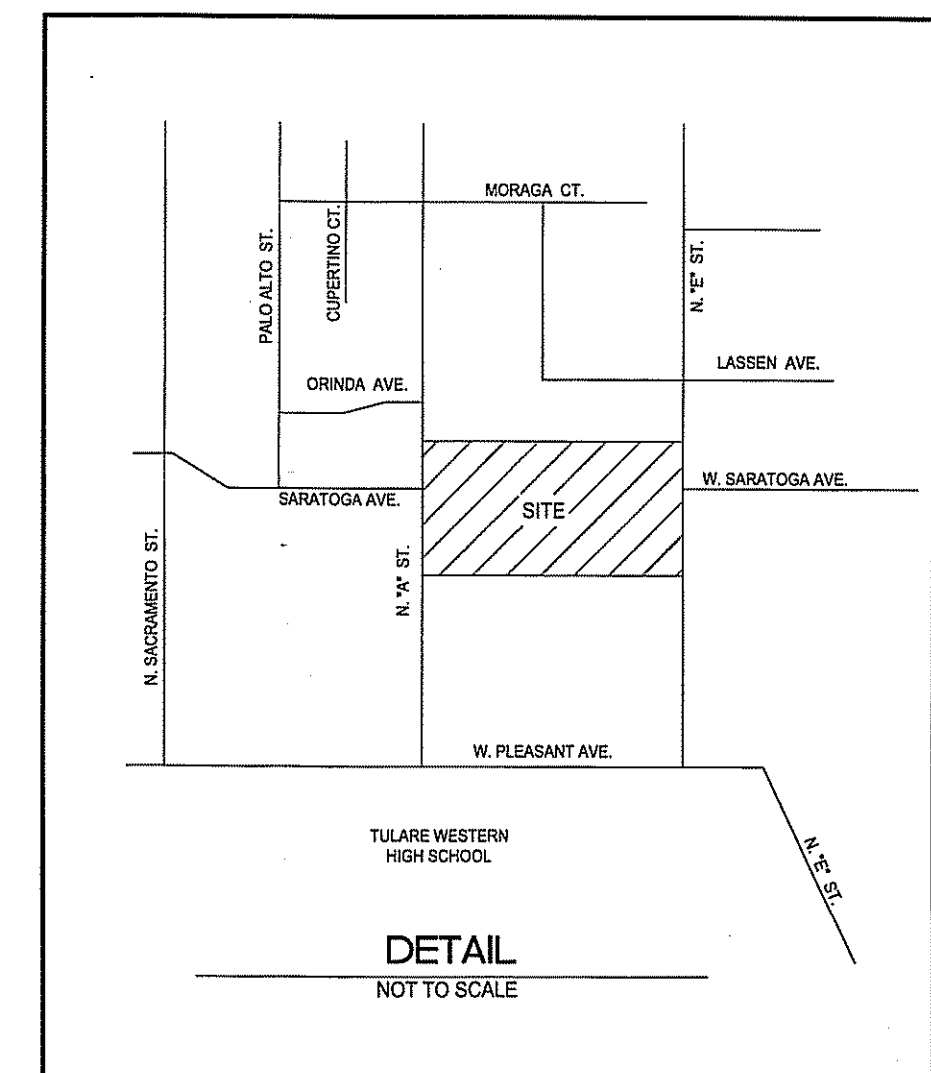 MORAGA CT.
PALO ALTO ST.
CUPERTINO CT.
N. "E" ST.
LASSEN AVE.
ORINDA AVE.
SARATOGA AVE.
W. SARATOGA AVE.
SITE
N. "A" ST.
N. SACRAMENTO ST.
W. PLEASANT AVE.
TULARE WESTERN
HIGH SCHOOL
N. "E" ST.
DETAIL
NOT TO SCALE